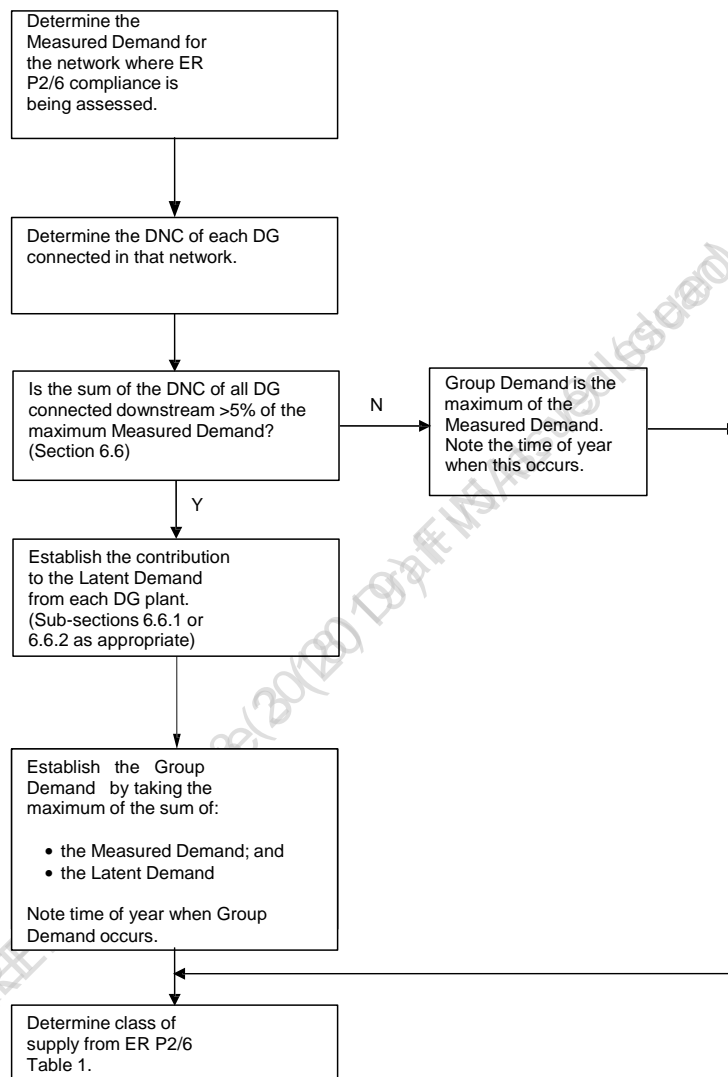 Determine the
Measured Demand for
the network where ER
P2/6 compliance is
being assessed.
Determine the DNC of each DG
connected in that network.
Is the sum of the DNC of all DG
connected downstream >5% of the
maximum Measured Demand?
(Section 6.6)
N
Group Demand is the
maximum of the
Measured Demand.
Note the time of year
when this occurs.
Y
Establish the contribution
to the Latent Demand
from each DG plant.
(Sub-sections 6.6.1 or
6.6.2 as appropriate)
Establish the Group
Demand by taking the
maximum of the sum of:
• the Measured Demand; and
• the Latent Demand
Note time of year when Group
Demand occurs.
Determine class of
supply from ER P2/6
Table 1.